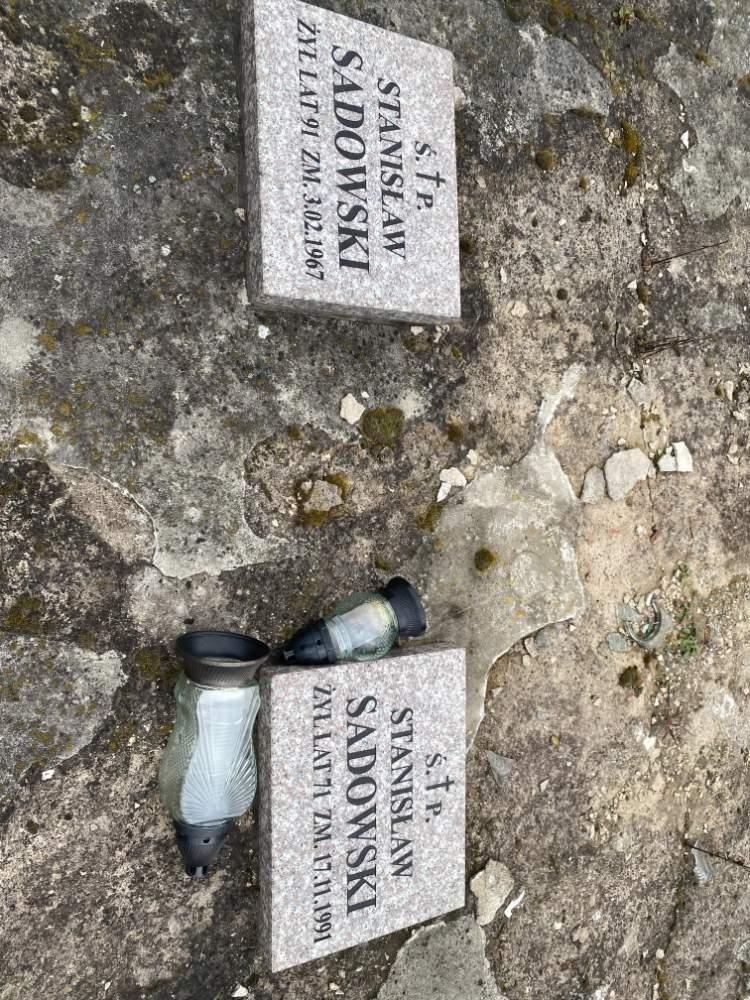 Ś. † P.
STANISŁAW
SADOWSKI
ŻYŁ LAT 91 ZM. 3.02.1967
Ś. † P.
STANISŁAW
SADOWSKI
ŻYŁ LAT 71 ZM. 17.11.1991